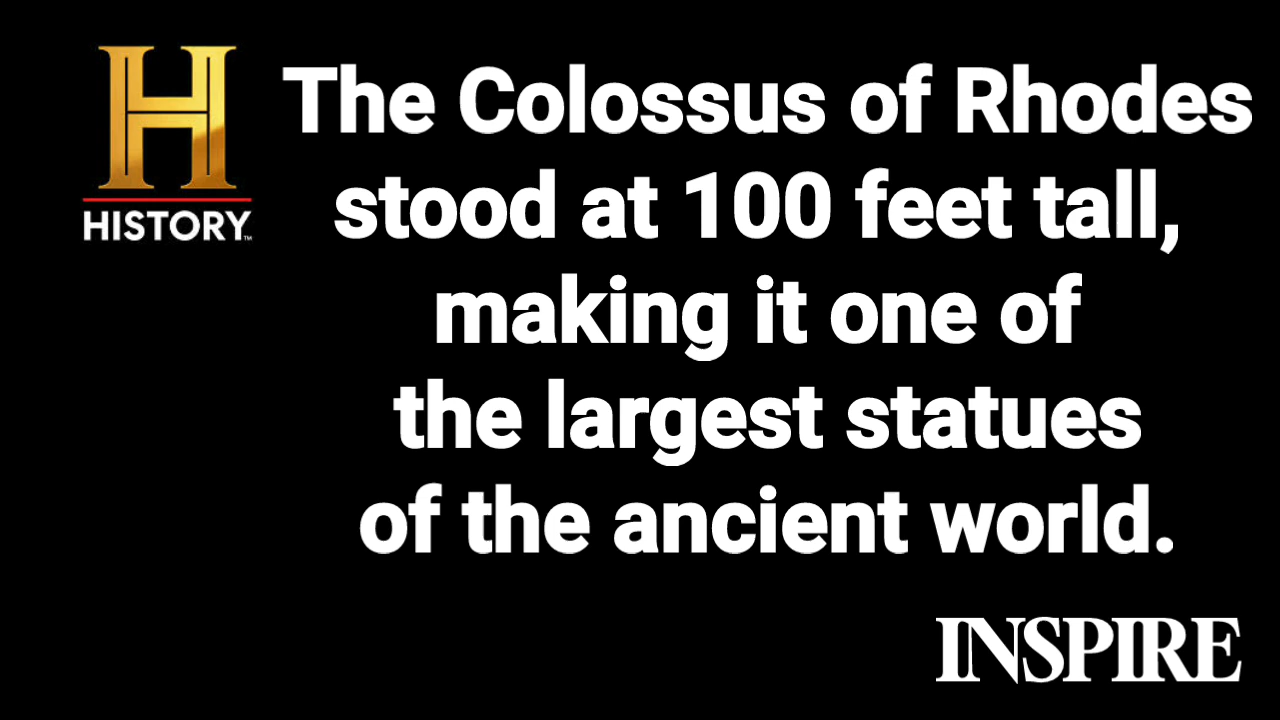 H
HISTORY™
The Colossus of Rhodes
stood at 100 feet tall,
making it one of
the largest statues
of the ancient world.
INSPIRE